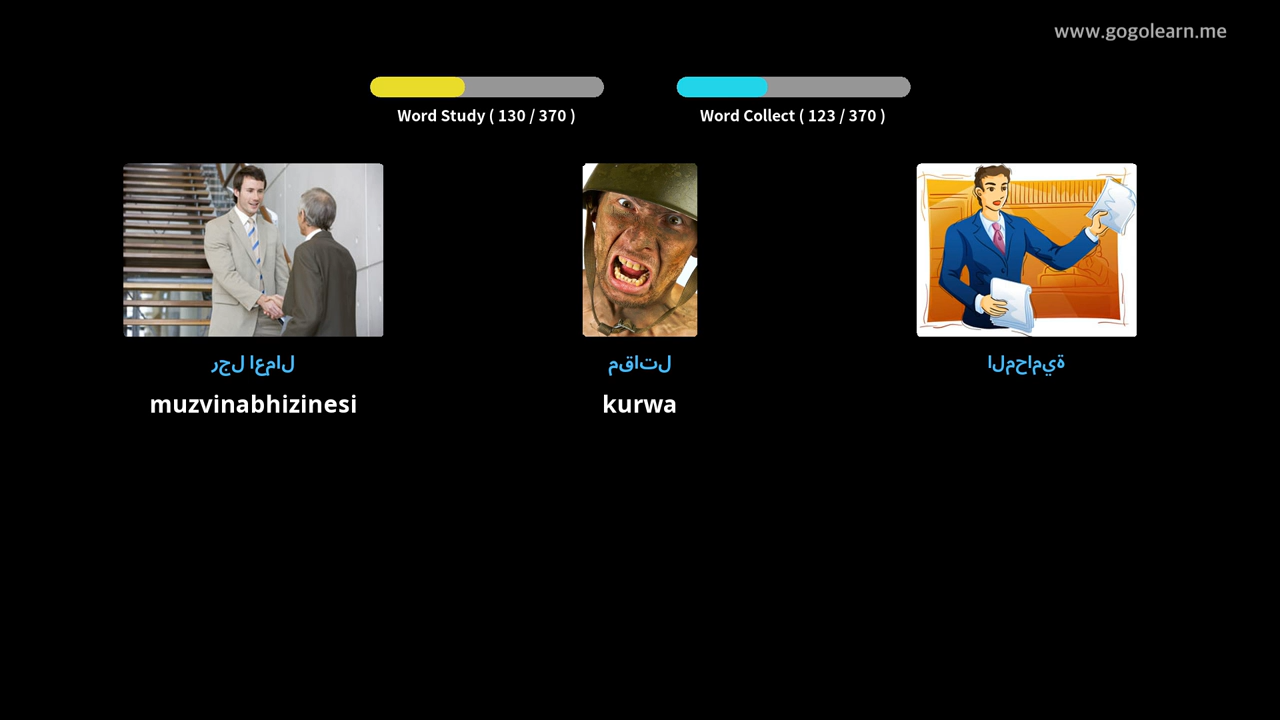 www.gogolearn.me
Word Study ( 130 / 370 )
Word Collect ( 123 / 370 )
رجل اعمال
مقاتل
المحامية
muzvinabhizinesi
kurwa